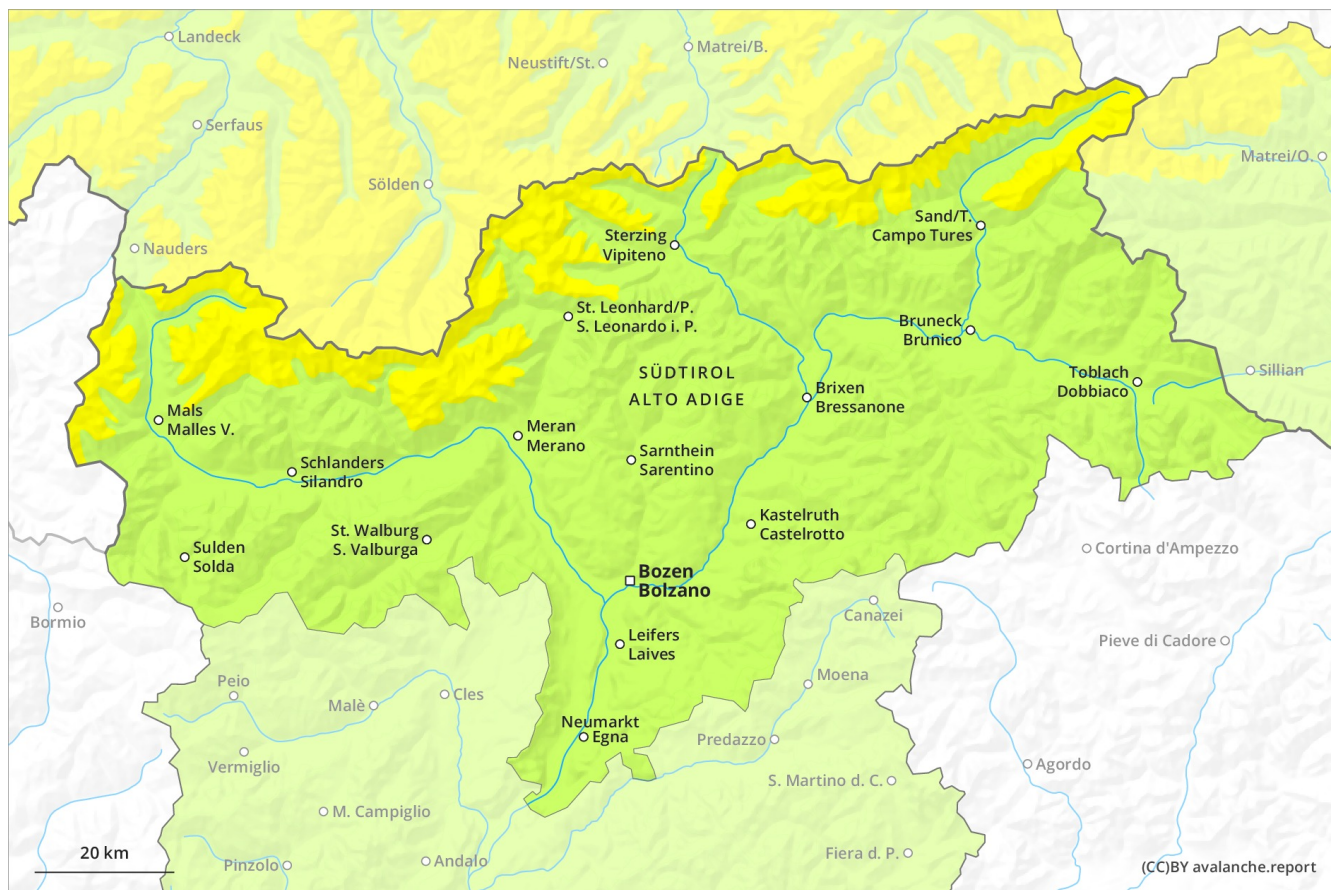 Landeck
Matrei/B.
Neustift/St.
Serfaus
Matrei/O.
Sölden
Sand/T.
Campo Tures
Sterzing
Vipiteno
Nauders
St. Leonhard/P.
S. Leonardo i. P.
Bruneck
Brunico
SÜDTIROL
ALTO ADIGE
Toblach
Dobbiaco
Sillian
Brixen
Bressanone
Mals
Malles V.
Meran
Merano
Sarnthein
Sarentino
Schlanders
Silandro
Kastelruth
Castelrotto
St. Walburg
S. Valburga
Sulden
Solda
Cortina d'Ampezzo
Bozen
Bolzano
Bormio
Canazei
Leifers
Laives
Pieve di Cadore
Peio
Moena
Malè
Cles
Neumarkt
Egna
Predazzo
Vermiglio
Agordo
S. Martino d. C.
M. Campiglio
20 km
Andalo
Pinzolo
Fiera d. P.
(CC)BY avalanche.report